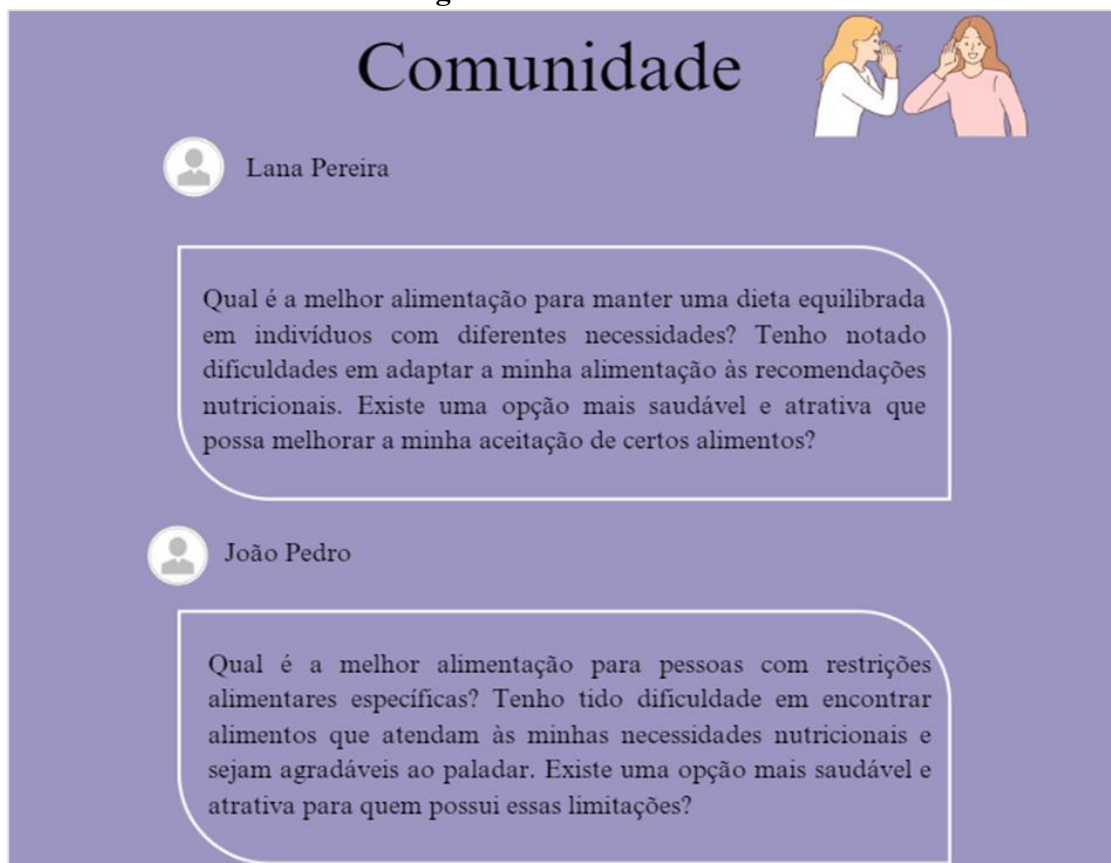 Comunidade
Lana Pereira
Qual é a melhor alimentação para manter uma dieta equilibrada
em indivíduos com diferentes necessidades? Tenho notado
dificuldades em adaptar a minha alimentação às recomendações
nutricionais. Existe uma opção mais saudável e atrativa que
possa melhorar a minha aceitação de certos alimentos?
João Pedro
Qual é a melhor alimentação para pessoas com restrições
alimentares específicas? Tenho tido dificuldade em encontrar
alimentos que atendam às minhas necessidades nutricionais e
sejam agradáveis ao paladar. Existe uma opção mais saudável e
atrativa para quem possui essas limitações?